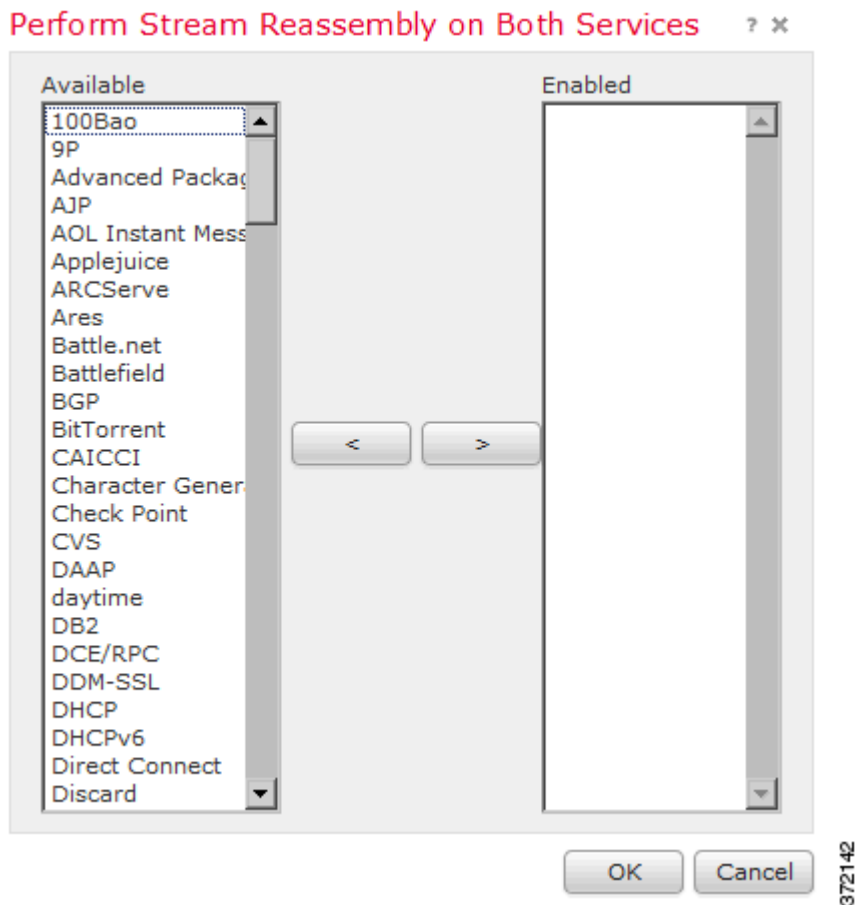 Perform Stream Reassembly on Both Services ? ×
Available
Enabled
100Bao
9P
Advanced Packag
AJP
AOL Instant Mess
Applejuice
ARCServe
Ares
Battle.net
Battlefield
BGP
BitTorrent
CAICCI
Character Gener
Check Point
CVS
DAAP
daytime
DB2
DCE/RPC
DDM-SSL
DHCP
DHCPv6
Direct Connect
Discard
<
>
OK
Cancel
372142